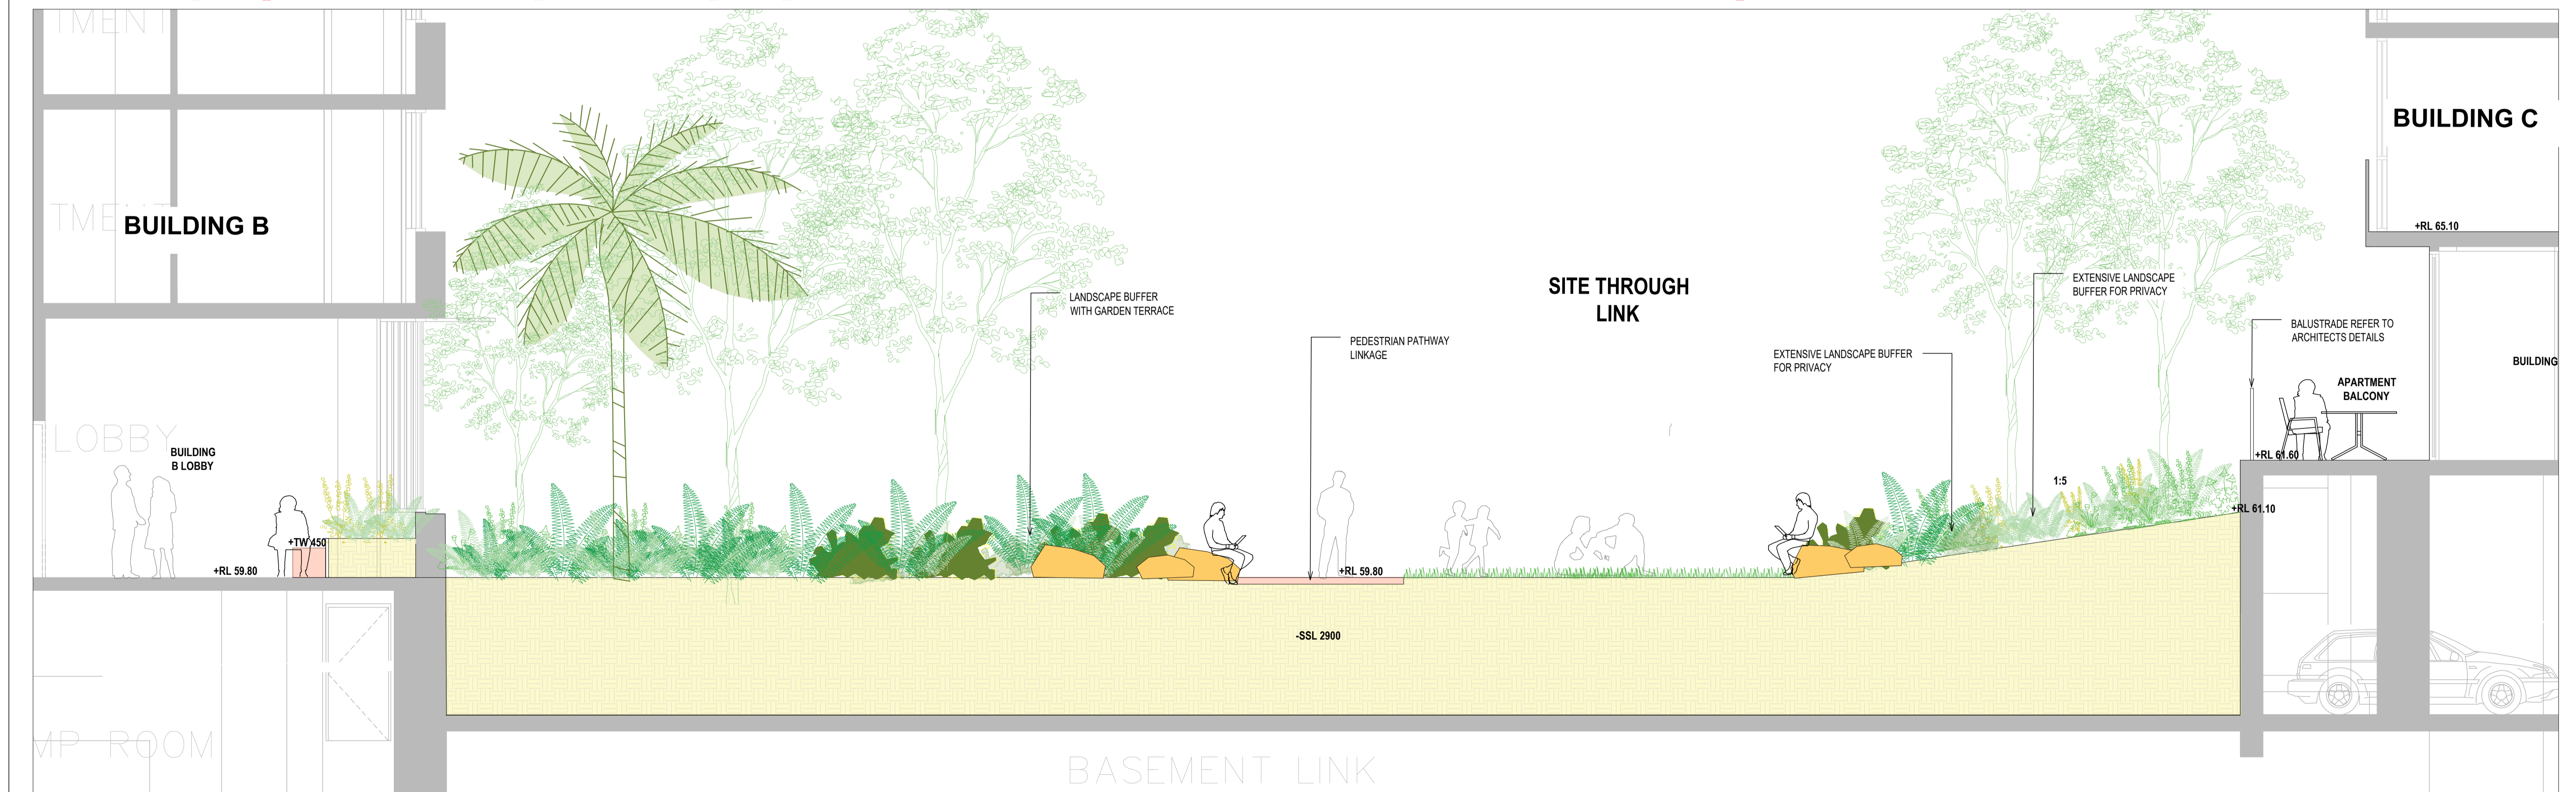 TMENT
BUILDING C
BUILDING B
+RL 65.10
SITE THROUGH
LINK
EXTENSIVE LANDSCAPE
BUFFER FOR PRIVACY
LANDSCAPE BUFFER
WITH GARDEN TERRACE
PEDESTRIAN PATHWAY
LINKAGE
BALUSTRADE REFER TO
ARCHITECTS DETAILS
EXTENSIVE LANDSCAPE BUFFER
FOR PRIVACY
BUILDING
APARTMENT
BALCONY
LOBBY
BUILDING
B LOBBY
+RL 61.60
1:5
+RL 61.10
+TW 450
+RL 59.80
+RL 59.80
-SSL 2900
MP ROOM
BASEMENT LINK